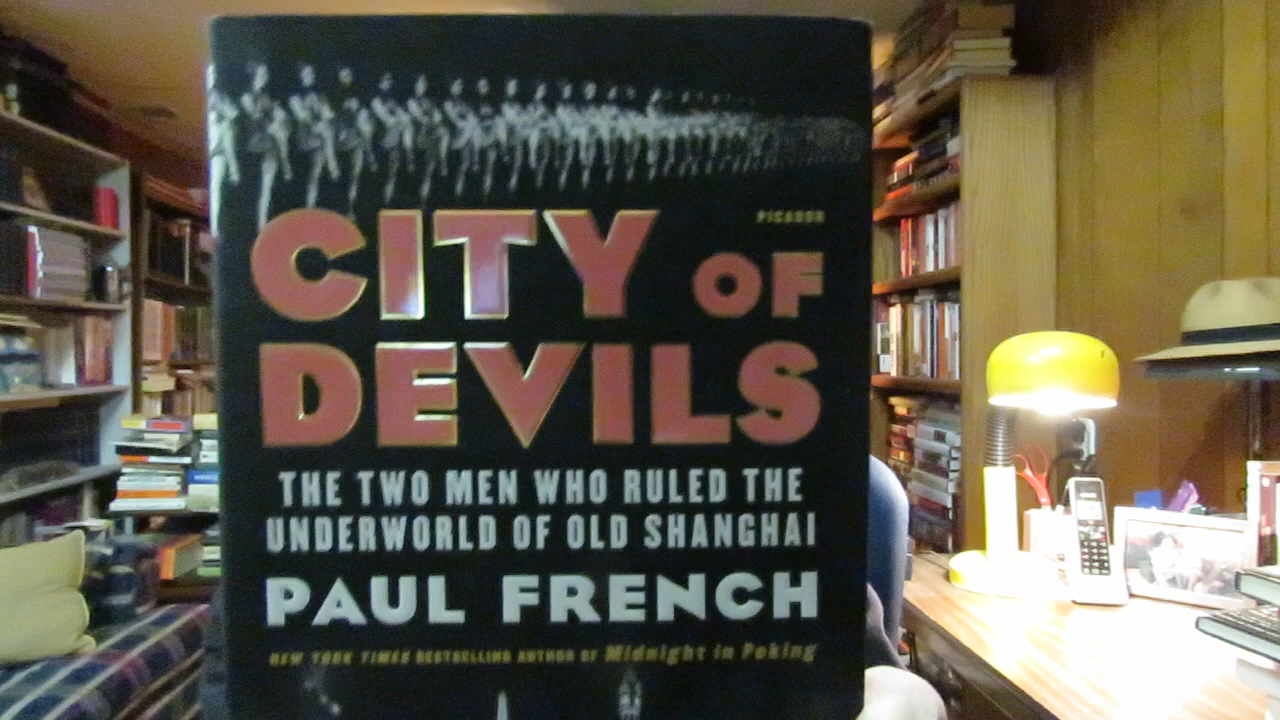 PICADOR
CITY OF
DEVILS
THE TWO MEN WHO RULED THE
UNDERWORLD OF OLD SHANGHAI
PAUL FRENCH
NEW YORK TIMES BESTSELLING AUTHOR OF Midnight in Peking